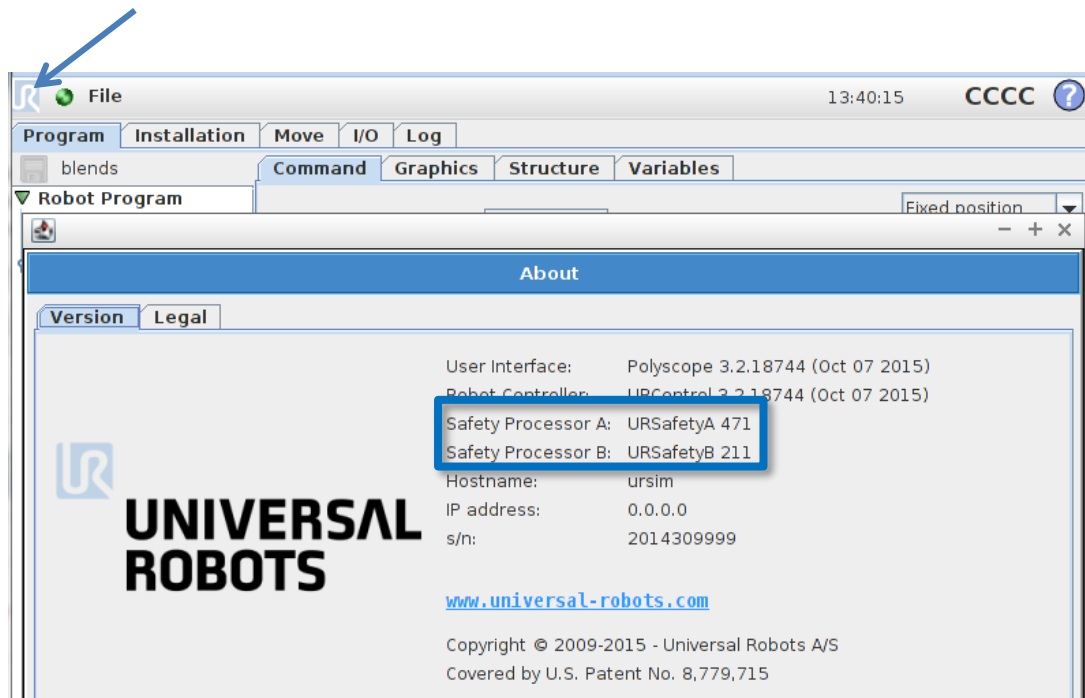 File 13:40:15 CCCC ?
Program Installation Move I/O Log
blends Command Graphics Structure Variables
Robot Program Fixed position
About
Version Legal
User Interface: Polyscope 3.2.18744 (Oct 07 2015)
Robot Controller: URControl 3.2.18744 (Oct 07 2015)
Safety Processor A: URSafetyA 471
Safety Processor B: URSafetyB 211
Hostname: ursim
IP address: 0.0.0.0
s/n: 2014309999
UR
UNIVERSAL
ROBOTS
www.universal-robots.com
Copyright © 2009-2015 - Universal Robots A/S
Covered by U.S. Patent No. 8,779,715